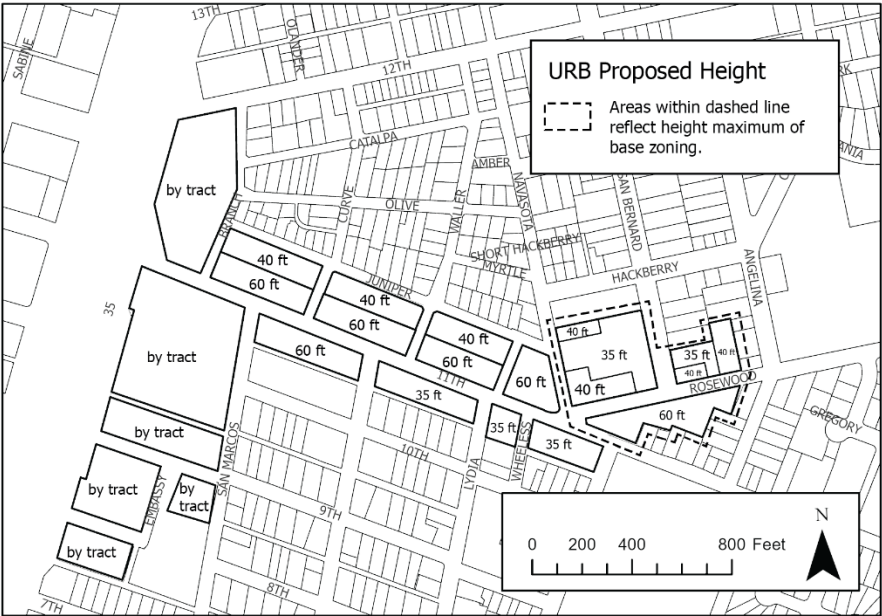 13TH
OLANDER
SABINE
12TH
URB Proposed Height
Areas within dashed line
reflect height maximum of
base zoning.
CATALPA
AMBER
NAVASOTA
SAN BERNARD
by tract
BRANCH
CURVE
OLIVE
WALLER
SHORT HACKBERRY
MYRTLE
HACKBERRY
ANGELINA
40 ft
60 ft
JUNIPER
40 ft
60 ft
35
40 ft
60 ft
40 ft
35 ft
40 ft
35 ft
40 ft
40 ft
by tract
60 ft
11TH
60 ft
ROSEWOOD
35 ft
60 ft
GREGORY
35 ft
35 ft
by tract
SAN MARCOS
10TH
LYDIA
WHEELESS
by tract
EMBASSY
by
tract
9TH
by tract
8TH
7TH
0 200 400 800 Feet
N